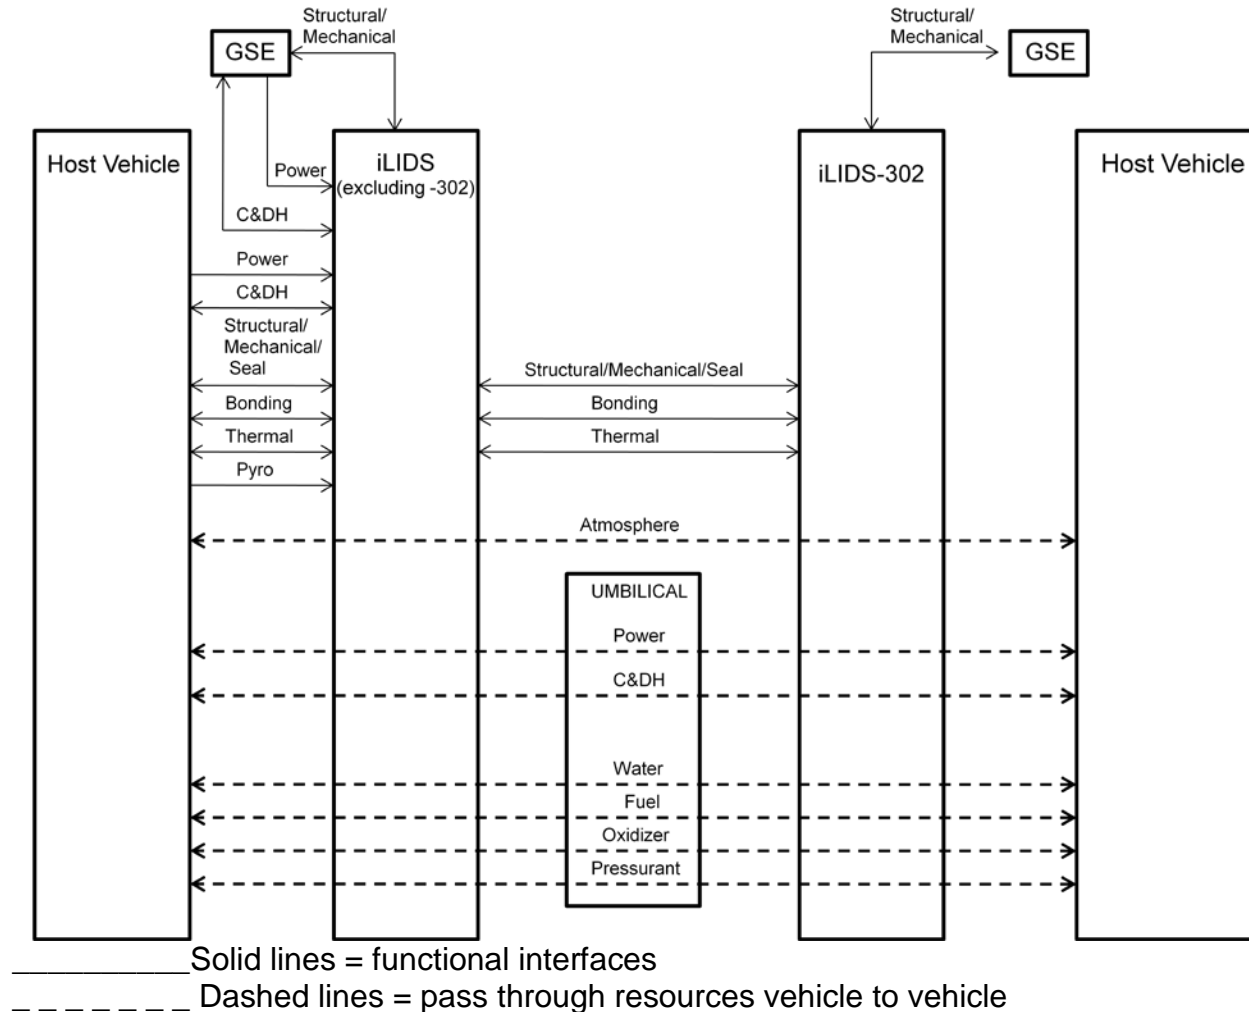 Structural/
Mechanical
GSE
Structural/
Mechanical
GSE
Host Vehicle
iLIDS
(excluding -302)
iLIDS-302
Host Vehicle
Power
C&DH
Power
C&DH
Structural/
Mechanical/
Seal
Bonding
Thermal
Pyro
Structural/Mechanical/Seal
Bonding
Thermal
Atmosphere
UMBILICAL
Power
C&DH
Water
Fuel
Oxidizer
Pressurant
__________Solid lines = functional interfaces
_ _ _ _ _ _ _ Dashed lines = pass through resources vehicle to vehicle